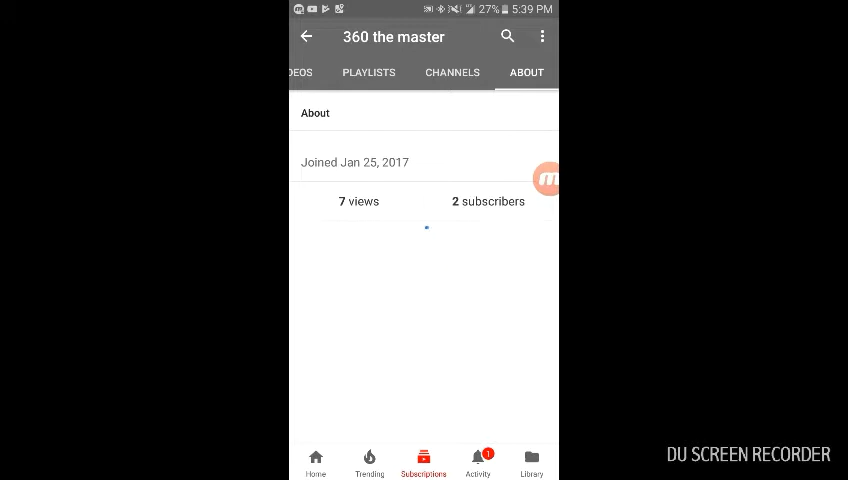 27% 5:39 PM
360 the master
DEOS PLAYLISTS CHANNELS ABOUT
About
Joined Jan 25, 2017
7 views 2 subscribers
1
Home Trending Subscriptions Activity Library
DU SCREEN RECORDER